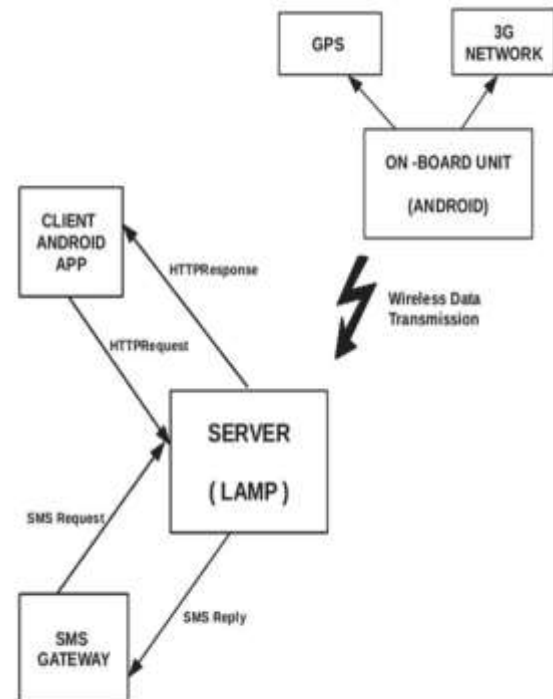 GPS
3G
NETWORK
ON -BOARD UNIT
(ANDROID)
CLIENT
ANDROID
APP
HTTPResponse
Wireless Data
Transmission
HTTPRequest
SERVER
( LAMP )
SMS Request
SMS Reply
SMS
GATEWAY